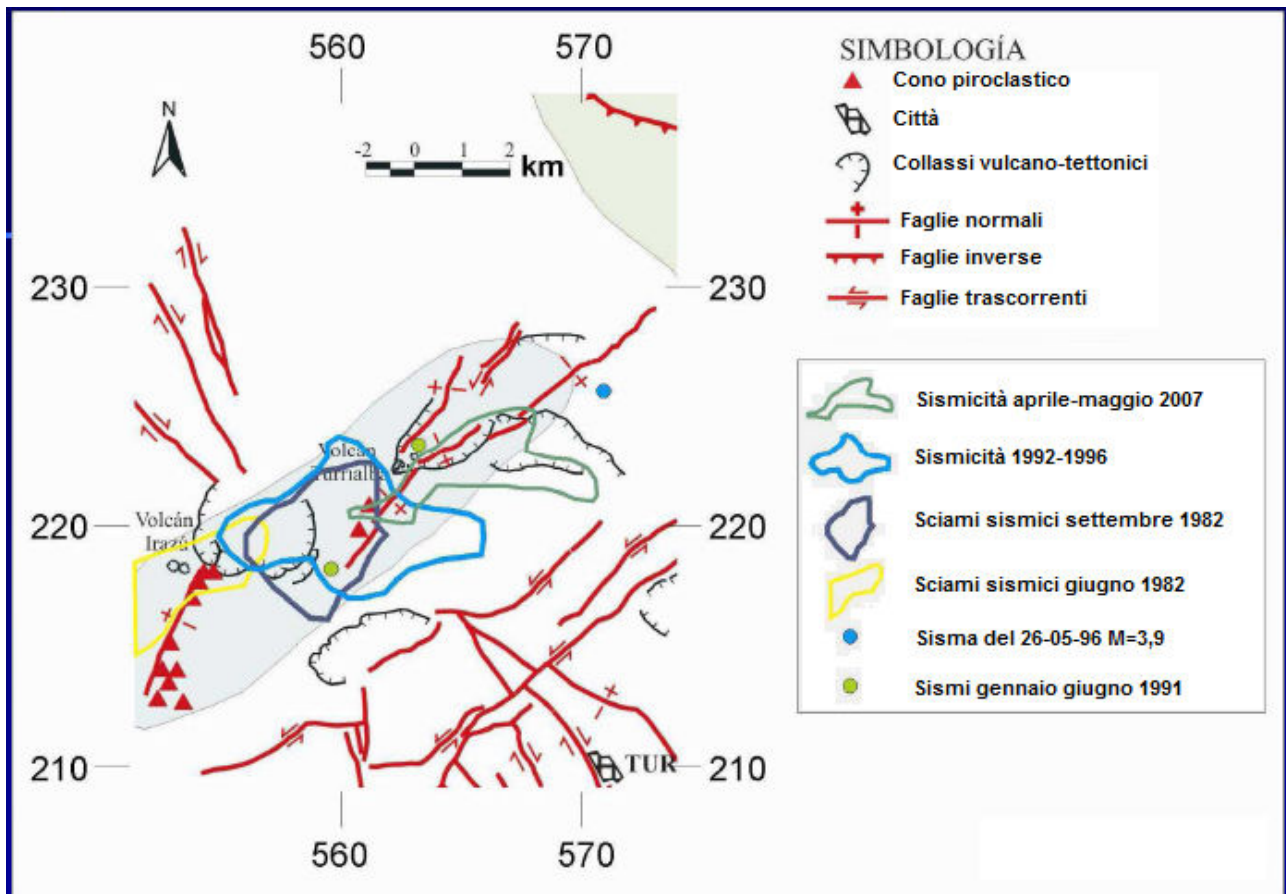 560
570
SIMBOLOGÍA
Cono piroclastico
N
Città
-2 0 1 2
km
Collassi vulcano-tettonici
Faglie normali
Faglie inverse
230
230
Faglie trascorrenti
Sismicità aprile-maggio 2007
Volcán
Turrialba
Sismicità 1992-1996
Volcán
Irazú
220
220
Sciami sismici settembre 1982
Sciami sismici giugno 1982
Sisma del 26-05-96 M=3,9
Sismi gennaio giugno 1991
210
TUR
210
560
570